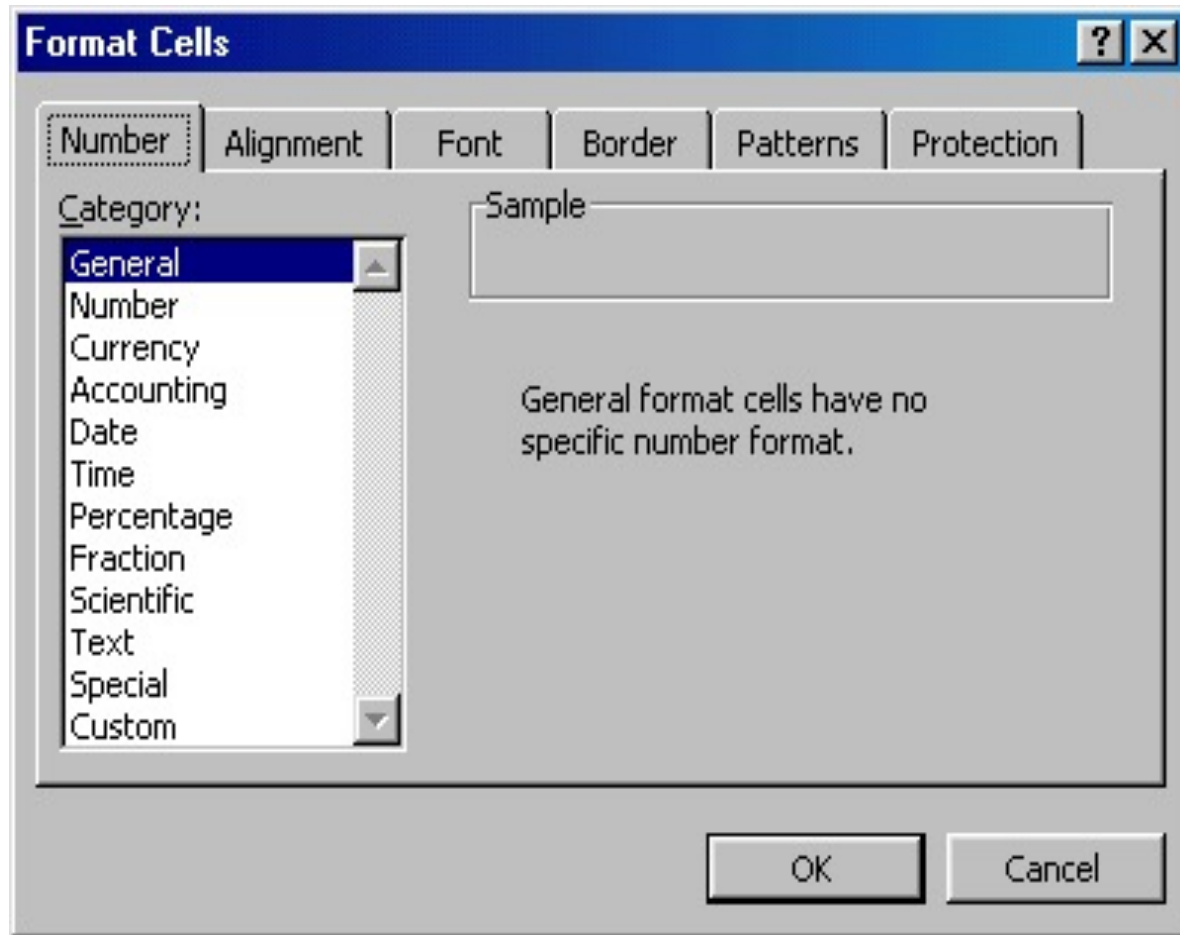 Format Cells
Number Alignment Font Border Patterns Protection
Category:
Sample
General
Number
Currency
Accounting
Date
Time
Percentage
Fraction
Scientific
Text
Special
Custom
General format cells have no
specific number format.
OK Cancel